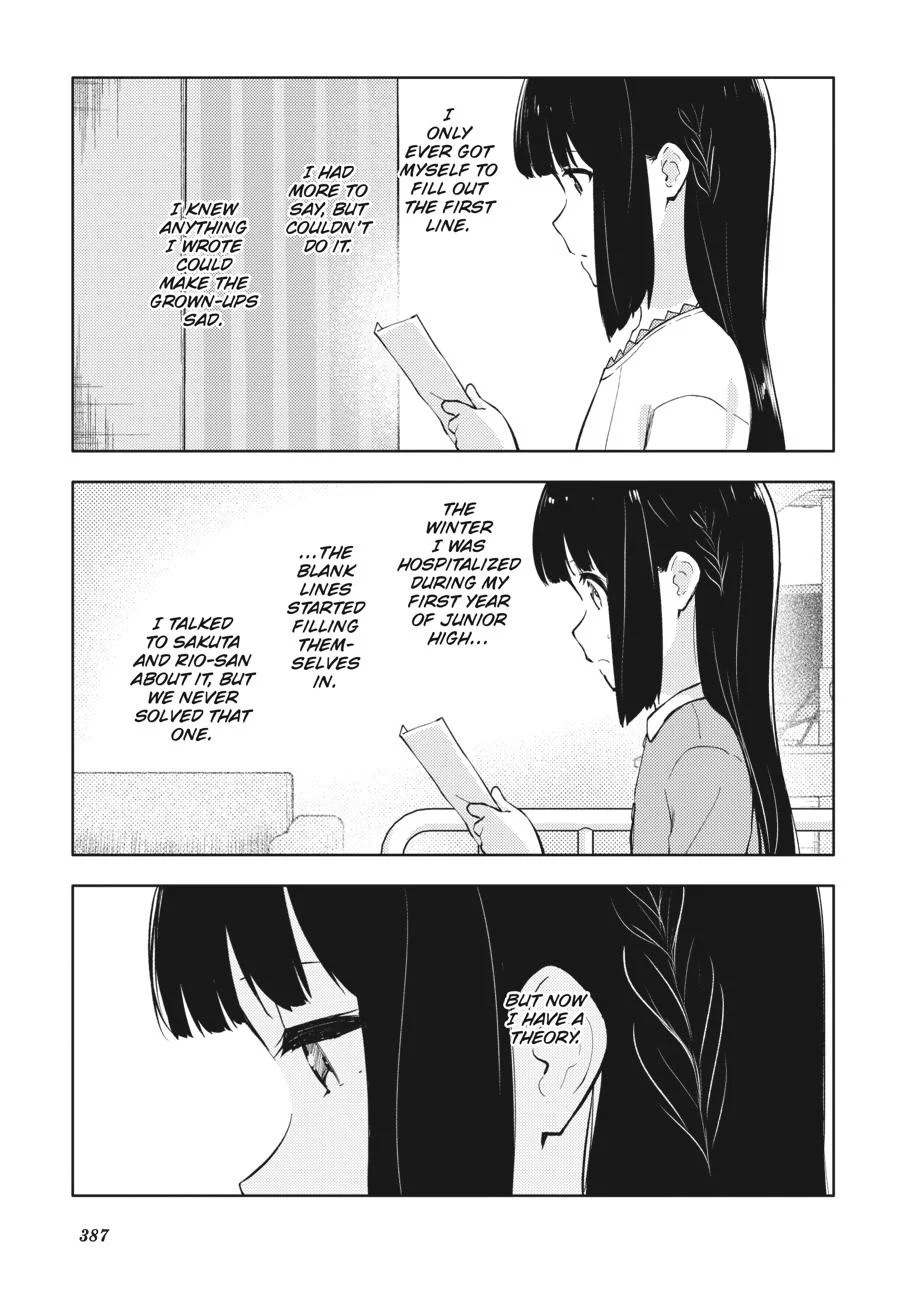 I
ONLY
EVER GOT
MYSELF TO
FILL OUT
THE FIRST
LINE.
I HAD
MORE TO
SAY, BUT
COULDN'T
DO IT.
I KNEW
ANYTHING
I WROTE
COULD
MAKE THE
GROWN-UPS
SAD.
THE
WINTER
I WAS
HOSPITALIZED
DURING MY
FIRST YEAR
OF JUNIOR
HIGH...
...THE
BLANK
LINES
STARTED
FILLING
THEM-
SELVES
IN.
I TALKED
TO SAKUTA
AND RIO-SAN
ABOUT IT, BUT
WE NEVER
SOLVED THAT
ONE.
BUT NOW
I HAVE A
THEORY.
387